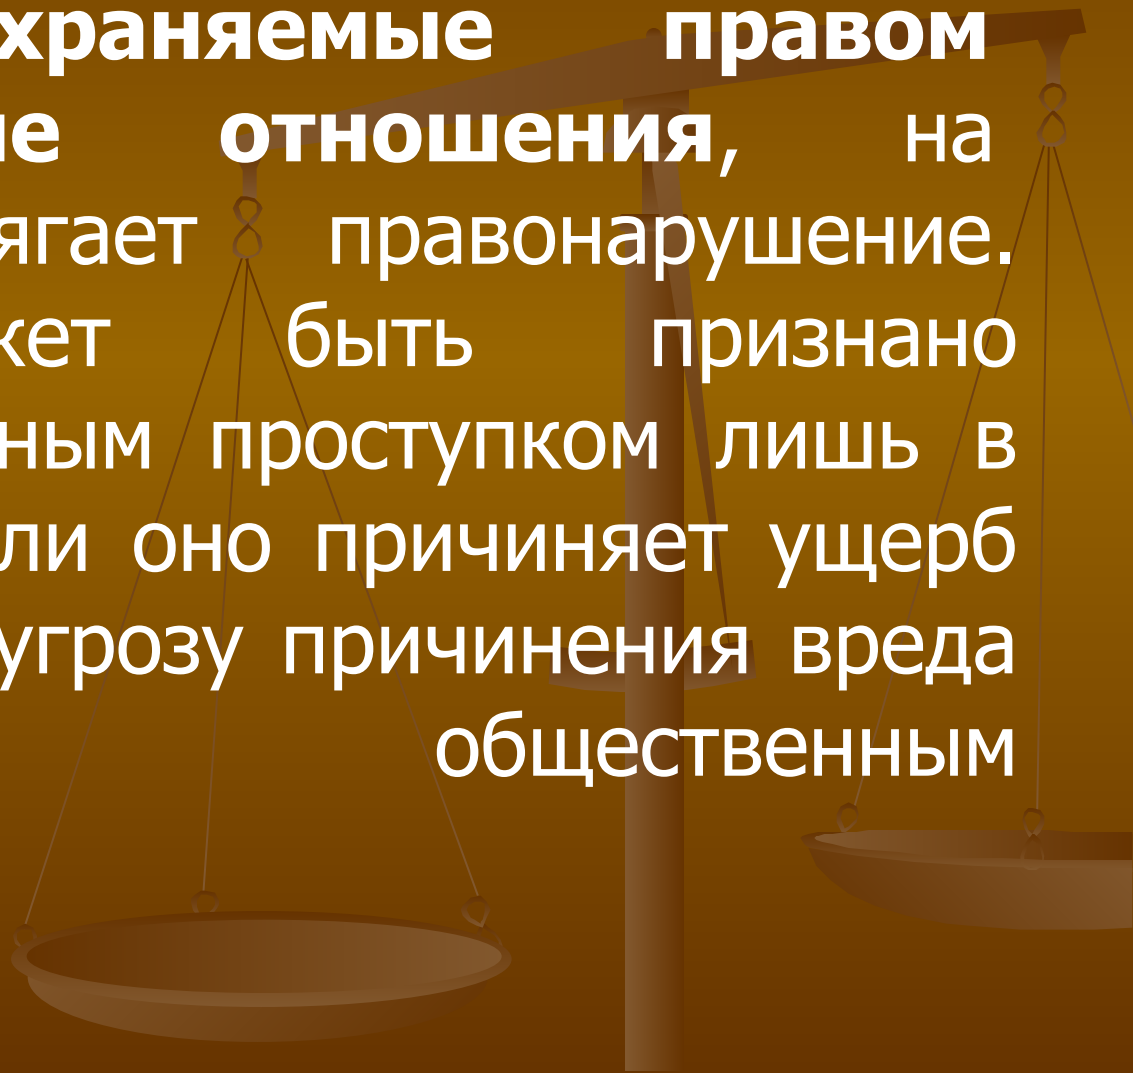 храняемые правом
ие отношения, на
ягает правонарушение.
жет быть признано
ным проступком лишь в
ли оно причиняет ущерб
угрозу причинения вреда
общественным